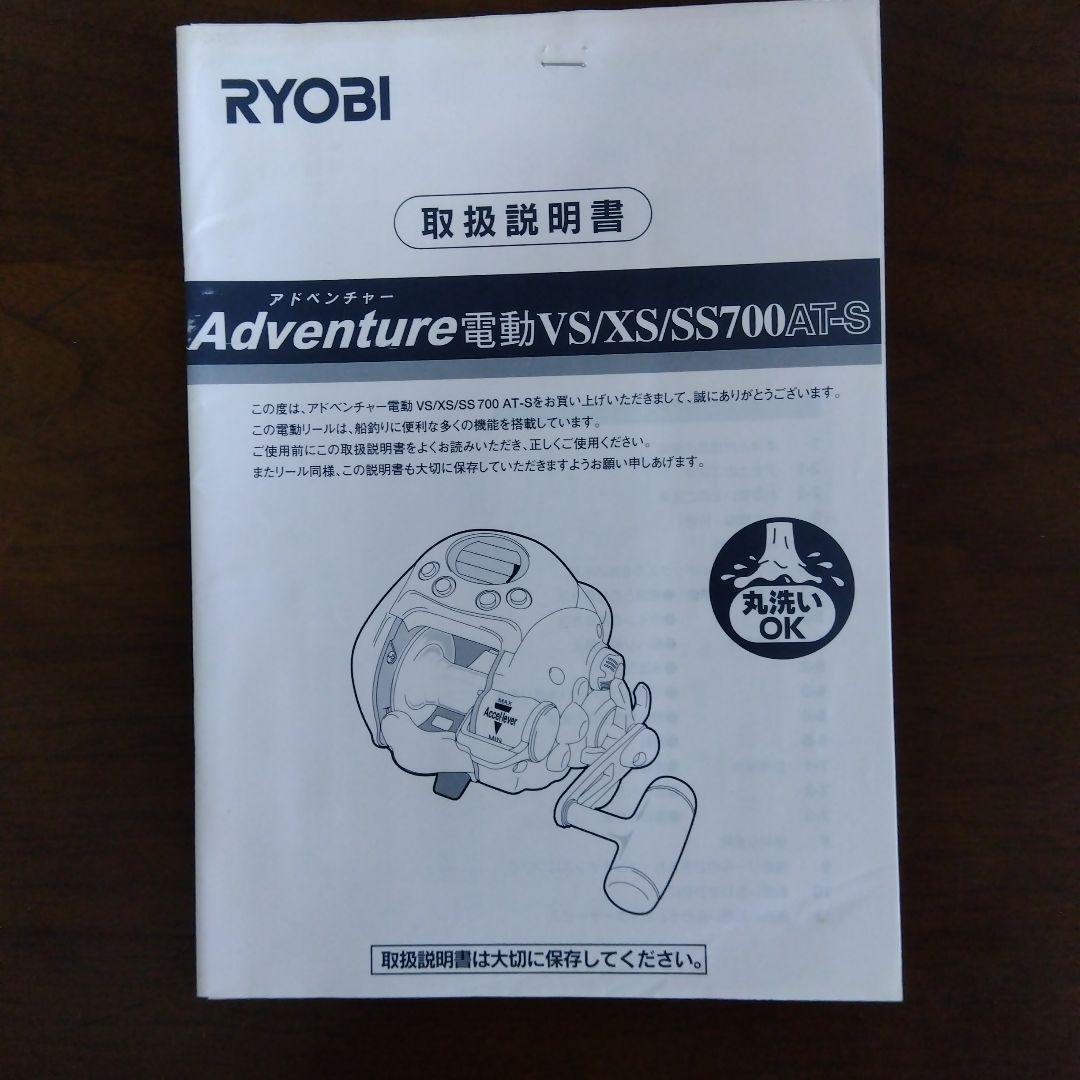 RYOBI
取扱説明書
アドベンチャー
Adventure電動VS/XS/SS700AT-S
この度は、アドベンチャー電動 VS/XS/SS 700 AT-Sをお買い上げいただきまして、誠にありがとうございます。
この電動リールは、船釣りに便利な多くの機能を搭載しています。
ご使用前にこの取扱説明書をよくお読みいただき、正しくご使用ください。
またリール同様、この説明書も大切に保存していただきますようお願い申しあげます。
丸洗い
OK
MAX
Accel-lever
MIN
取扱説明書は大切に保存してください。